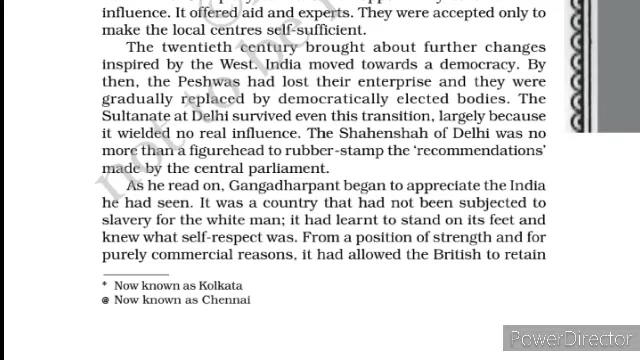 influence. It offered aid and experts. They were accepted only to
make the local centres self-sufficient.
The twentieth century brought about further changes
inspired by the West. India moved towards a democracy. By
then, the Peshwas had lost their enterprise and they were
gradually replaced by democratically elected bodies. The
Sultanate at Delhi survived even this transition, largely because
it wielded no real influence. The Shahenshah of Delhi was no
more than a figurehead to rubber-stamp the ‘recommendations’
made by the central parliament.
As he read on, Gangadharpant began to appreciate the India
he had seen. It was a country that had not been subjected to
slavery for the white man; it had learnt to stand on its feet and
knew what self-respect was. From a position of strength and for
purely commercial reasons, it had allowed the British to retain
* Now known as Kolkata
@ Now known as Chennai
not to be
PowerDirector